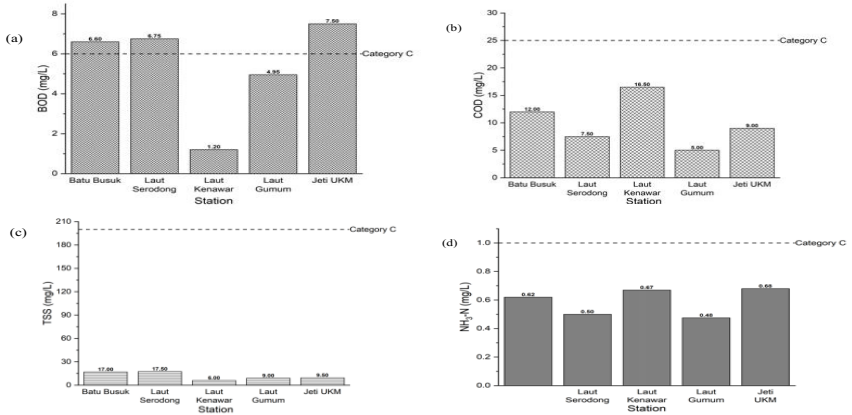 (a)
8
6
4
2
0
BOD (mg/L)
6.60
6.75
1.20
4.95
7.50
Category C
Batu Busuk
Laut Serodong
Laut Kenawar
Laut Gumum
Jeti UKM
Station
(b)
30
25
20
15
10
5
0
COD (mg/L)
12.00
7.50
16.50
5.00
9.00
Category C
Batu Busuk
Laut Serodong
Laut Kenawar
Laut Gumum
Jeti UKM
Station
(c)
210
180
150
120
90
60
30
0
TSS (mg/L)
17.00
17.50
6.00
9.00
9.50
Category C
Batu Busuk
Laut Serodong
Laut Kenawar
Laut Gumum
Jeti UKM
Station
(d)
1.0
0.8
0.6
0.4
0.2
0.0
NH₃-N (mg/L)
0.62
0.50
0.67
0.48
0.68
Category C
Laut Serodong
Laut Kenawar
Laut Gumum
Jeti UKM
Station